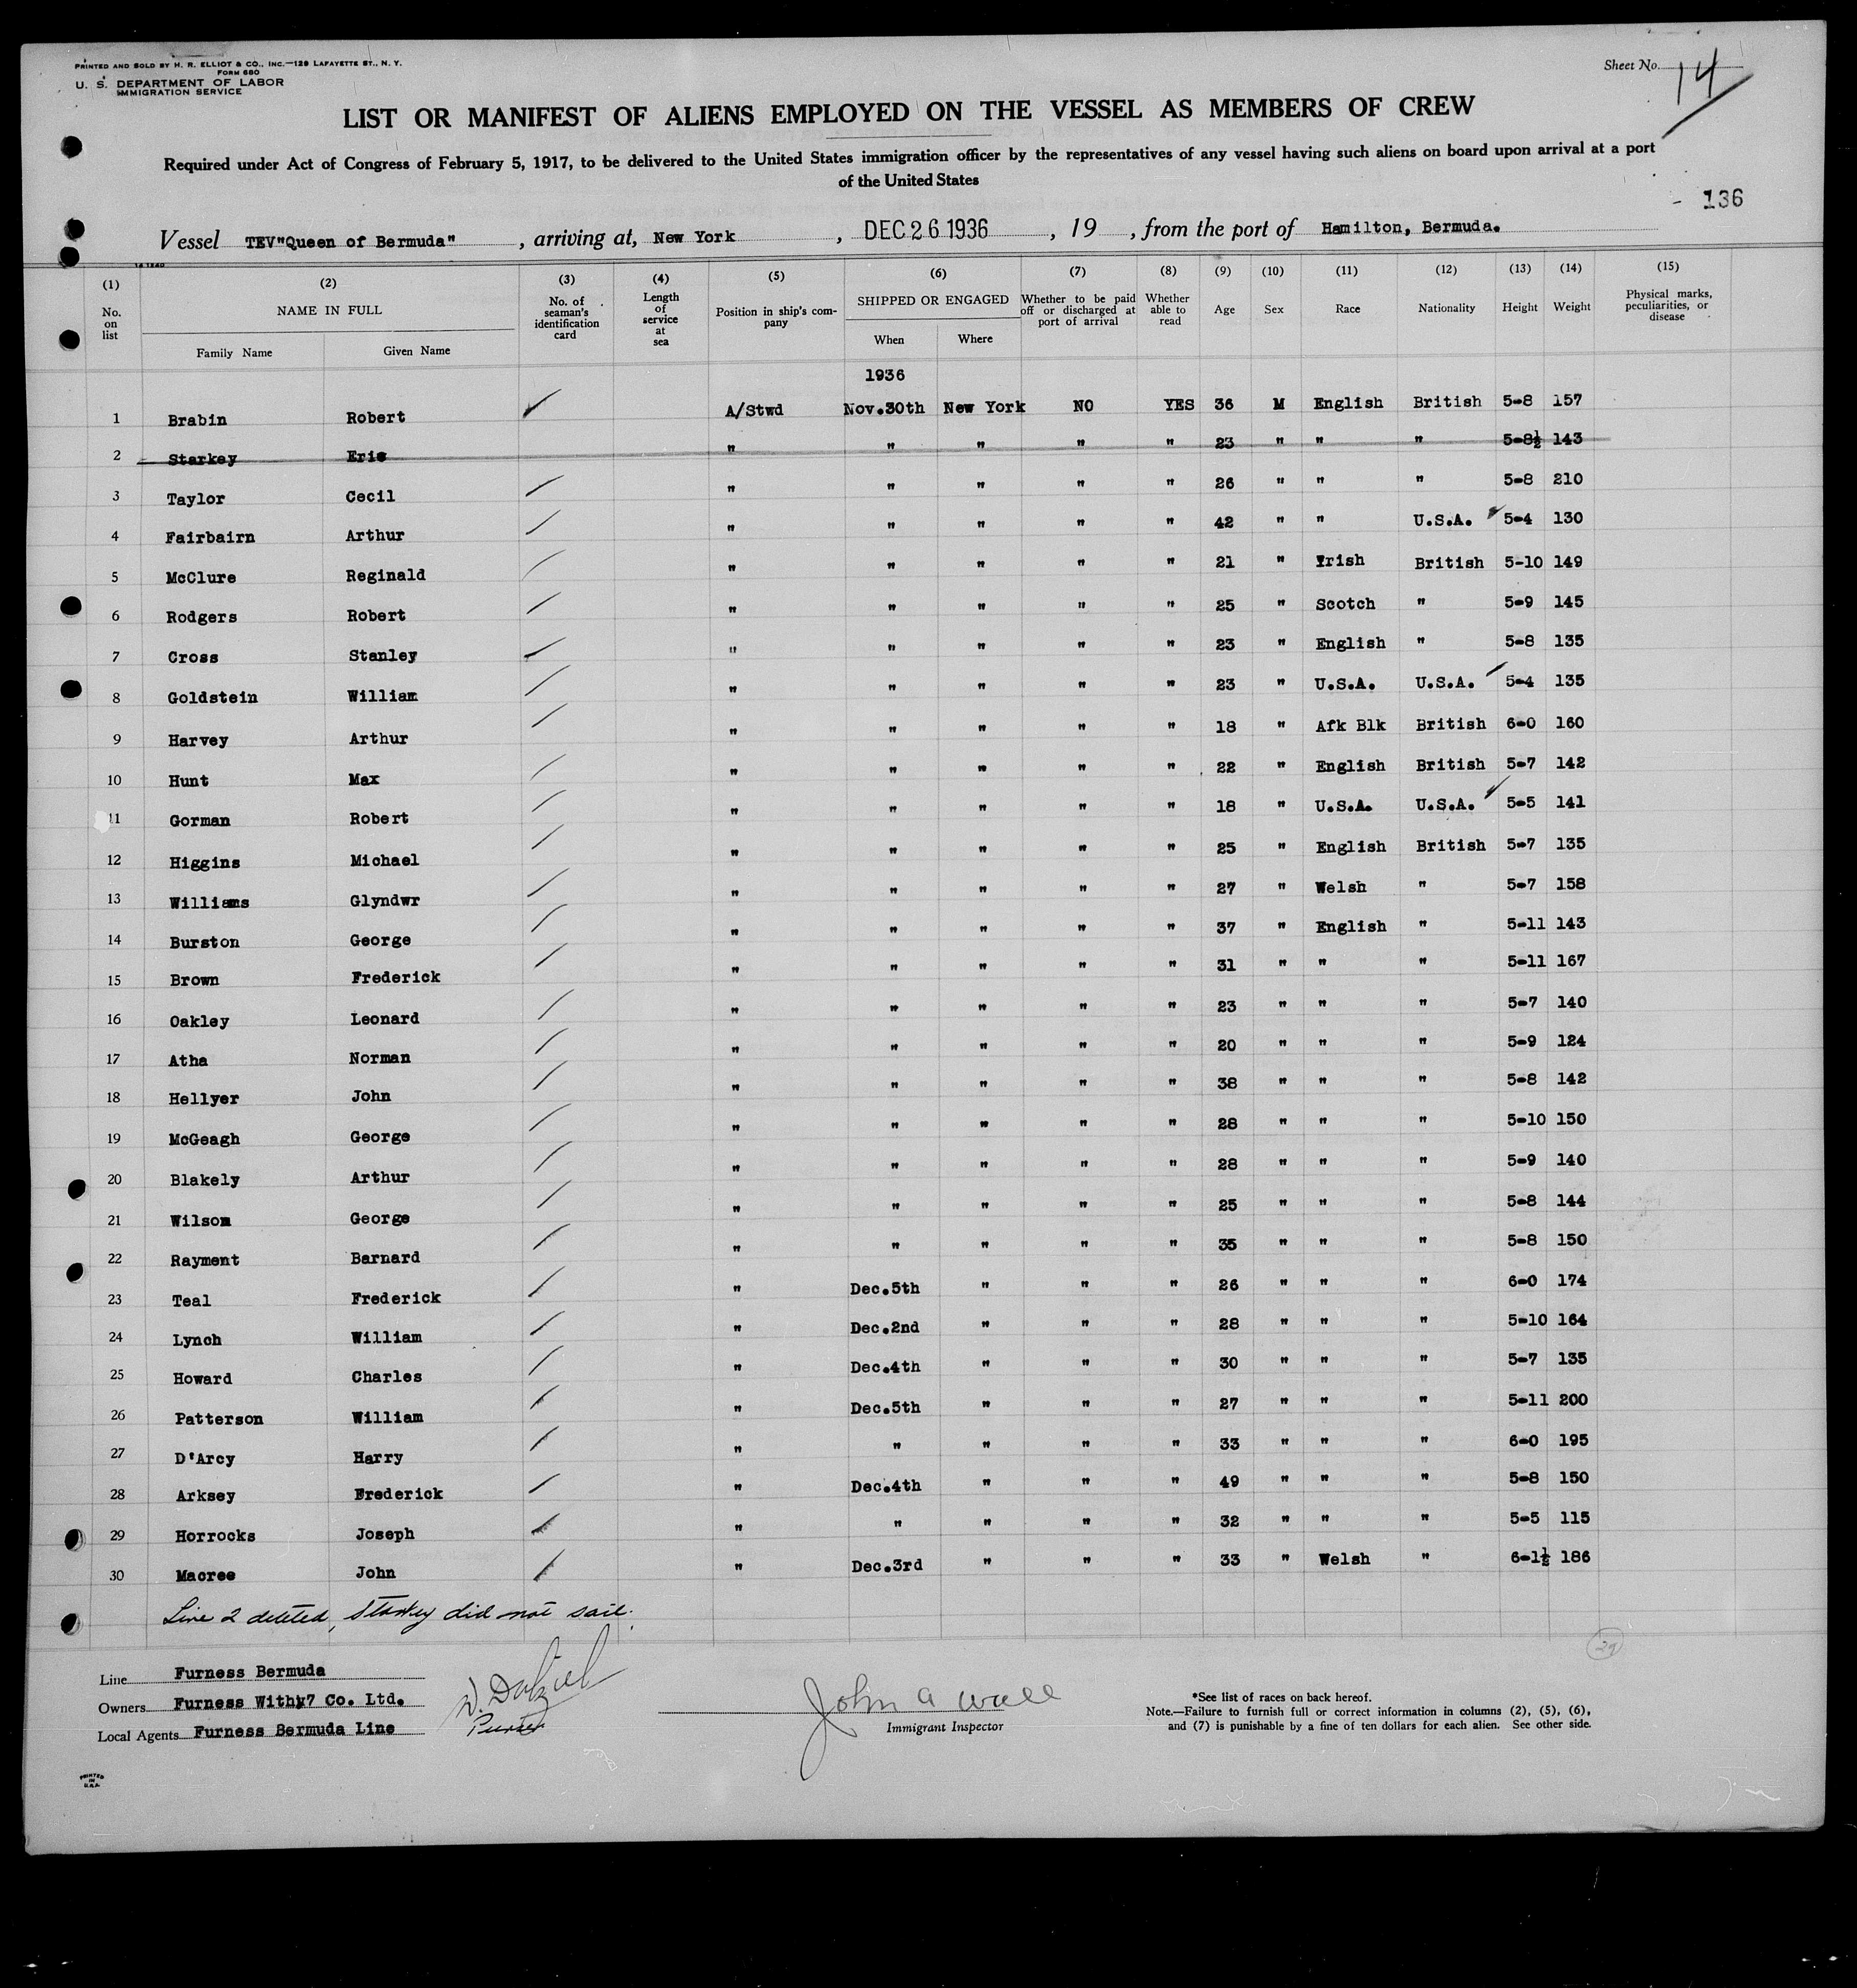 PRINTED AND SOLD BY H. R. ELLIOT & CO., INC.—129 LAFAYETTE ST., N. Y.
FORM 680
U. S. DEPARTMENT OF LABOR
IMMIGRATION SERVICE
Sheet No. 14
LIST OR MANIFEST OF ALIENS EMPLOYED ON THE VESSEL AS MEMBERS OF CREW
Required under Act of Congress of February 5, 1917, to be delivered to the United States immigration officer by the representatives of any vessel having such aliens on board upon arrival at a port
of the United States
- 136
Vessel TEV"Queen of Bermuda" , arriving at, New York , DEC 26 1936 , 19 , from the port of Hamilton, Bermuda.
(1) (2) (3) (4) (5) (6) (7) (8) (9) (10) (11) (12) (13) (14) (15)
No. on list NAME IN FULL Family Name Given Name No. of seaman's identification card Length of service at sea Position in ship's company SHIPPED OR ENGAGED When Where Whether to be paid off or discharged at port of arrival Whether able to read Age Sex Race Nationality Height Weight Physical marks, peculiarities, or disease
1936
1 Brabin Robert A/Stwd Nov.30th New York NO YES 36 M English British 5-8 157
2 Starkey Eric " " " " " 23 " " " 5-8½ 143
3 Taylor Cecil " " " " " 26 " " " 5-8 210
4 Fairbairn Arthur " " " " " 42 " " U.S.A. 5-4 130
5 McClure Reginald " " " " " 21 " Irish British 5-10 149
6 Rodgers Robert " " " " " 25 " Scotch " 5-9 145
7 Cross Stanley " " " " " 23 " English " 5-8 135
8 Goldstein William " " " " " 23 " U.S.A. U.S.A. 5-4 135
9 Harvey Arthur " " " " " 18 " Afk Blk British 6-0 160
10 Hunt Max " " " " " 22 " English British 5-7 142
11 Gorman Robert " " " " " 18 " U.S.A. U.S.A. 5-5 141
12 Higgins Michael " " " " " 25 " English British 5-7 135
13 Williams Glyndwr " " " " " 27 " Welsh " 5-7 158
14 Burston George " " " " " 37 " English " 5-11 143
15 Brown Frederick " " " " " 31 " " " 5-11 167
16 Oakley Leonard " " " " " 23 " " " 5-7 140
17 Atha Norman " " " " " 20 " " " 5-9 124
18 Hellyer John " " " " " 38 " " " 5-8 142
19 McGeagh George " " " " " 28 " " " 5-10 150
20 Blakely Arthur " " " " " 28 " " " 5-9 140
21 Wilson George " " " " " 25 " " " 5-8 144
22 Rayment Barnard " " " " " 35 " " " 5-8 150
23 Teal Frederick " Dec.5th " " " 26 " " " 6-0 174
24 Lynch William " Dec.2nd " " " 28 " " " 5-10 164
25 Howard Charles " Dec.4th " " " 30 " " " 5-7 135
26 Patterson William " Dec.5th " " " 27 " " " 5-11 200
27 D'Arcy Harry " " " " " 33 " " " 6-0 195
28 Arksey Frederick " Dec.4th " " " 49 " " " 5-8 150
29 Horrocks Joseph " " " " " 32 " " " 5-5 115
30 Macree John " Dec.3rd " " " 33 " Welsh " 6-1½ 186
Line 2 deleted, Starkey did not sail.
Line Furness Bermuda
Owners Furness Withy7 Co. Ltd.
Local Agents Furness Bermuda Line
Purser
John A Wall
Immigrant Inspector
*See list of races on back hereof.
Note.—Failure to furnish full or correct information in columns (2), (5), (6),
and (7) is punishable by a fine of ten dollars for each alien. See other side.
PRINTED
IN
U.S.A.